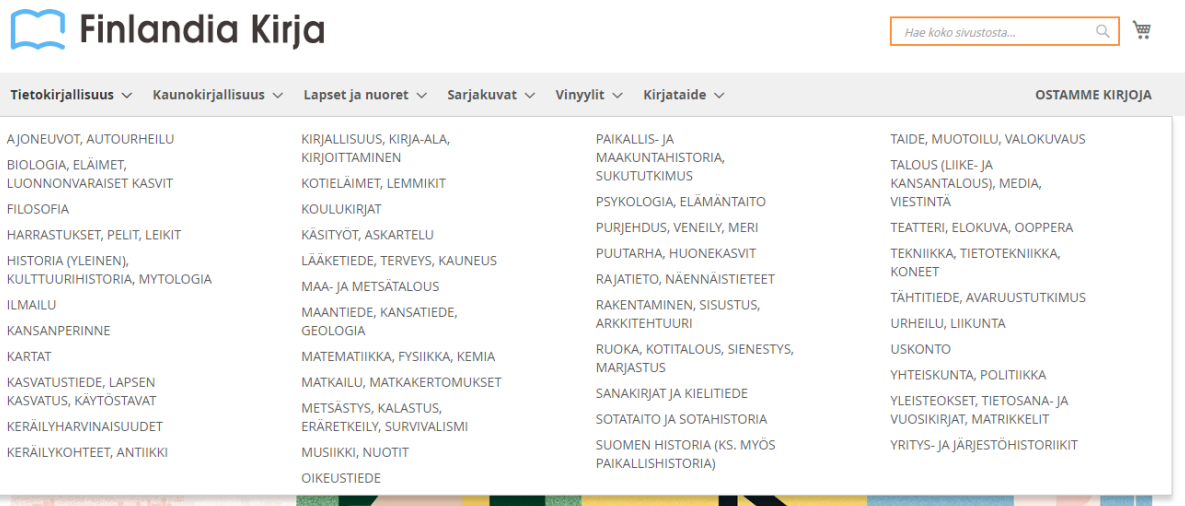 Finlandia Kirja
Hae koko sivustosta...
Tietokirjallisuus
Kaunokirjallisuus
Lapset ja nuoret
Sarjakuvat
Vinyylit
Kirjataide
OSTAMME KIRJOJA
AJONEUVOT, AUTOURHEILU
BIOLOGIA, ELÄIMET,
LUONNONVARAISET KASVIT
FILOSOFIA
HARRASTUKSET, PELIT, LEIKIT
HISTORIA (YLEINEN),
KULTTUURIHISTORIA, MYTOLOGIA
ILMAILU
KANSANPERINNE
KARTAT
KASVATUSTIEDE, LAPSEN
KASVATUS, KÄYTÖSTAVAT
KERÄILYHARVINAISUUDET
KERÄILYKOHTEET, ANTIIKKI
KIRJALLISUUS, KIRJA-ALA,
KIRJOITTAMINEN
KOTIELÄIMET, LEMMIKIT
KOULUKIRJAT
KÄSITYÖT, ASKARTELU
LÄÄKETIEDE, TERVEYS, KAUNEUS
MAA- JA METSÄTALOUS
MAANTIEDE, KANSATIEDE,
GEOLOGIA
MATEMATIIKKA, FYSIIKKA, KEMIA
MATKAILU, MATKAKERTOMUKSET
METSÄSTYS, KALASTUS,
ERÄRETKEILY, SURVIVALISMI
MUSIIKKI, NUOTIT
OIKEUSTIEDE
PAIKALLIS- JA
MAAKUNTAHISTORIA,
SUKUTUTKIMUS
PSYKOLOGIA, ELÄMÄNTAITO
PURJEHDUS, VENEILY, MERI
PUUTARHA, HUONEKASVIT
RAJATIETO, NÄENNÄISTIETEET
RAKENTAMINEN, SISUSTUS,
ARKKITEHTUURI
RUOKA, KOTITALOUS, SIENESTYS,
MARJASTUS
SANAKIRJAT JA KIELITIEDE
SOTATAITO JA SOTAHISTORIA
SUOMEN HISTORIA (KS. MYÖS
PAIKALLISHISTORIA)
TAIDE, MUOTOILU, VALOKUVAUS
TALOUS (LIIKE- JA
KANSANTALOUS), MEDIA,
VIESTINTÄ
TEATTERI, ELOKUVA, OOPPERA
TEKNIIKKA, TIETOTEKNIIKKA,
KONEET
TÄHTITIEDE, AVARUUSTUTKIMUS
URHEILU, LIIKUNTA
USKONTO
YHTEISKUNTA, POLITIIKKA
YLEISTEOKSET, TIETOSANA- JA
VUOSIKIRJAT, MATRIKKELIT
YRITYS- JA JÄRJESTÖHISTORIIKIT